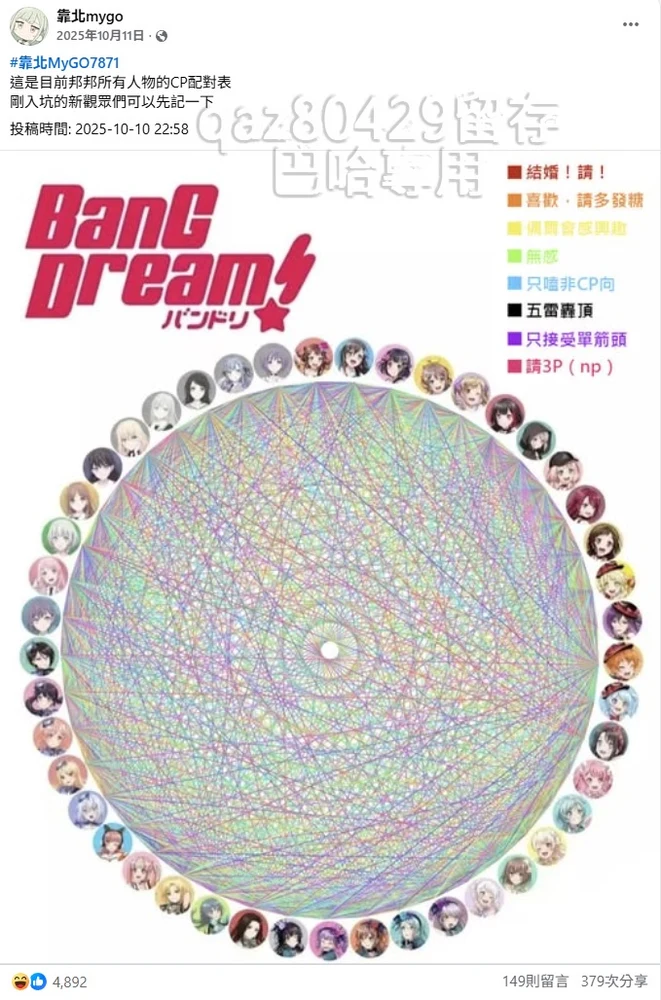 靠北mygo
2025年10月11日
#靠北MyGO7871
這是目前邦邦所有人物的CP配對表
剛入坑的新觀眾們可以先記一下
投稿時間: 2025-10-10 22:58
qaz80429留存
巴哈專用
BanG
Dream!
バンドリ
結婚！請！
喜歡，請多發糖
偶爾會感興趣
無感
只嗑非CP向
五雷轟頂
只接受單箭頭
請3P（np）
4,892
149則留言 379次分享